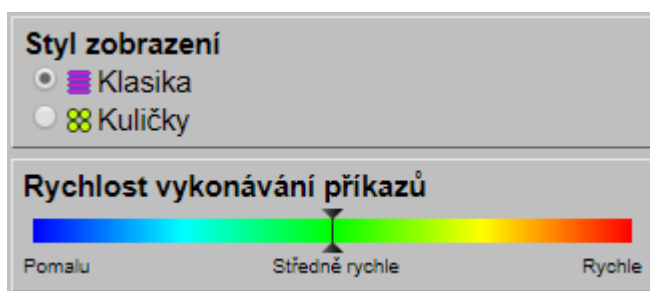 Styl zobrazení
Klasika
Kuličky
Rychlost vykonávání příkazů
Pomalu Středně rychle Rychle